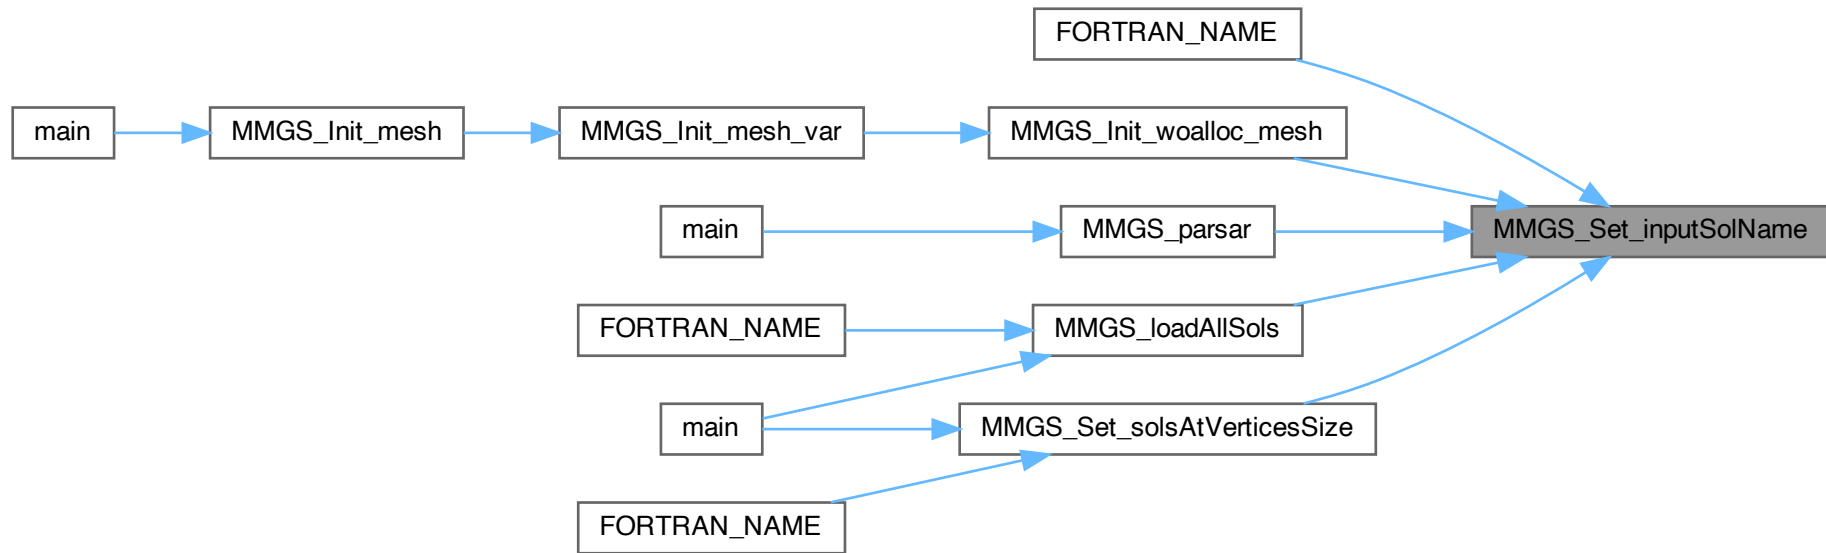 FORTRAN_NAME
main
MMGS_Init_mesh
MMGS_Init_mesh_var
MMGS_Init_woalloc_mesh
main
MMGS_parsar
MMGS_Set_inputSolName
FORTRAN_NAME
MMGS_loadAllSols
main
MMGS_Set_solsAtVerticesSize
FORTRAN_NAME